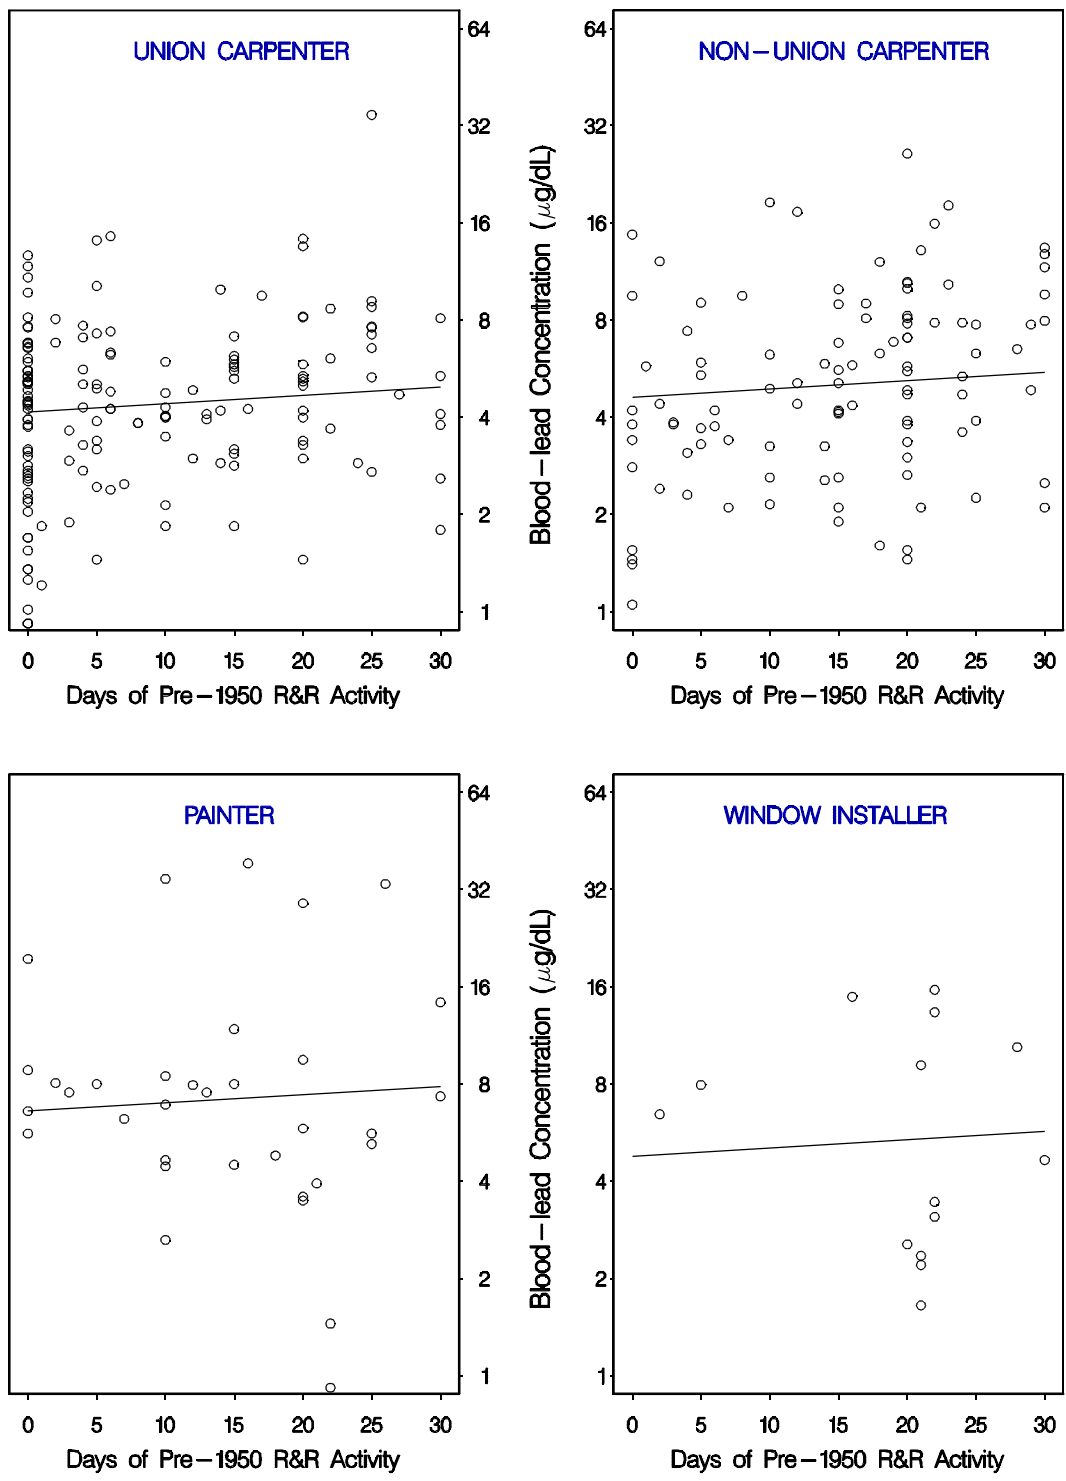 UNION CARPENTER
64
32
16
8
4
2
1
0 5 10 15 20 25 30
Days of Pre-1950 R&R Activity
Blood-lead Concentration (μg/dL)
NON-UNION CARPENTER
64
32
16
8
4
2
1
0 5 10 15 20 25 30
Days of Pre-1950 R&R Activity
PAINTER
64
32
16
8
4
2
1
0 5 10 15 20 25 30
Days of Pre-1950 R&R Activity
Blood-lead Concentration (μg/dL)
WINDOW INSTALLER
64
32
16
8
4
2
1
0 5 10 15 20 25 30
Days of Pre-1950 R&R Activity